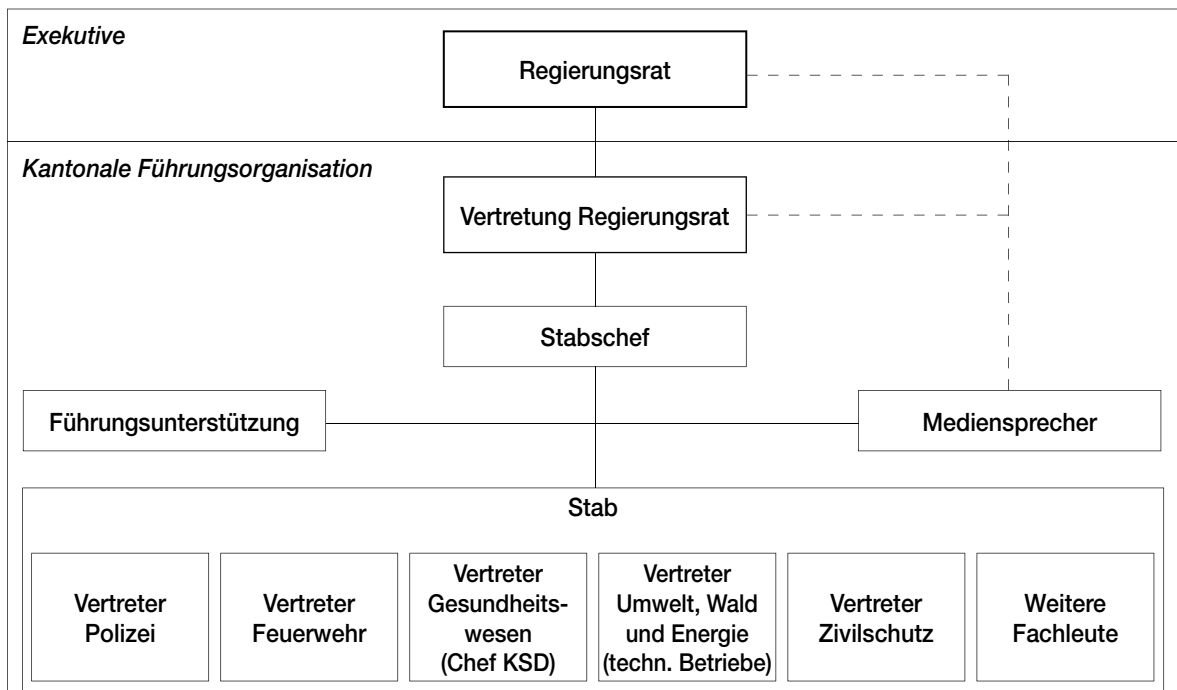 Exekutive
Regierungsrat
Kantonale Führungsorganisation
Vertretung Regierungsrat
Stabschef
Führungsunterstützung
Mediensprecher
Stab
Vertreter
Polizei
Vertreter
Feuerwehr
Vertreter
Gesundheits-
wesen
(Chef KSD)
Vertreter
Umwelt, Wald
und Energie
(techn. Betriebe)
Vertreter
Zivilschutz
Weitere
Fachleute